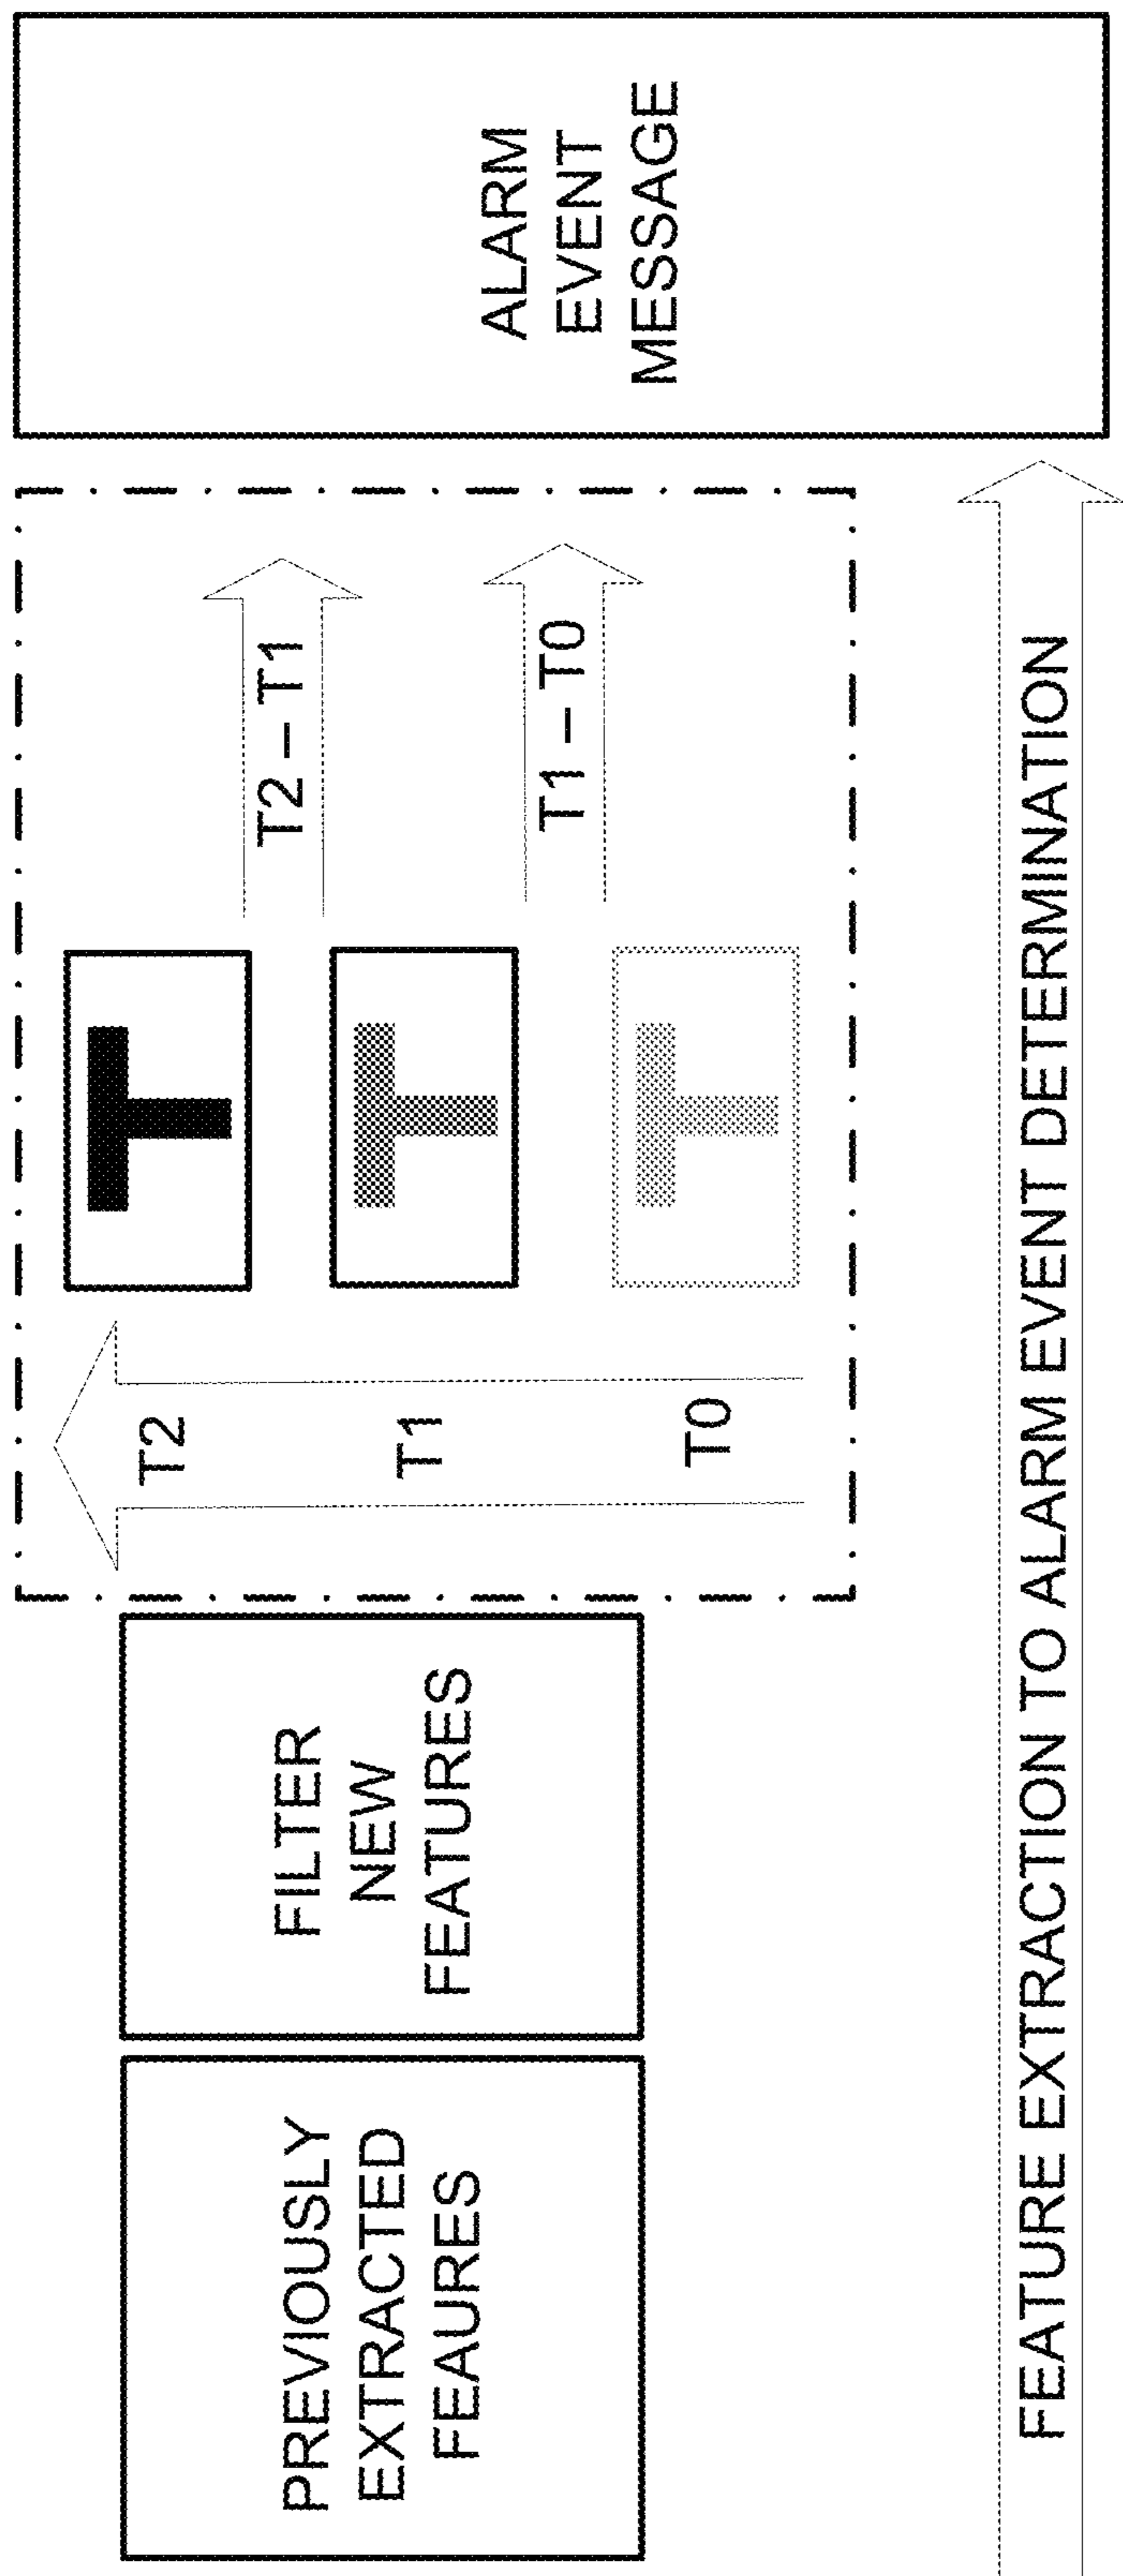 PREVIOUSLY
EXTRACTED
FEAURES
FILTER
NEW
FEATURES
T2
T1
T0
T
T
T
T2 – T1
T1 – T0
ALARM
EVENT
MESSAGE
FEATURE EXTRACTION TO ALARM EVENT DETERMINATION